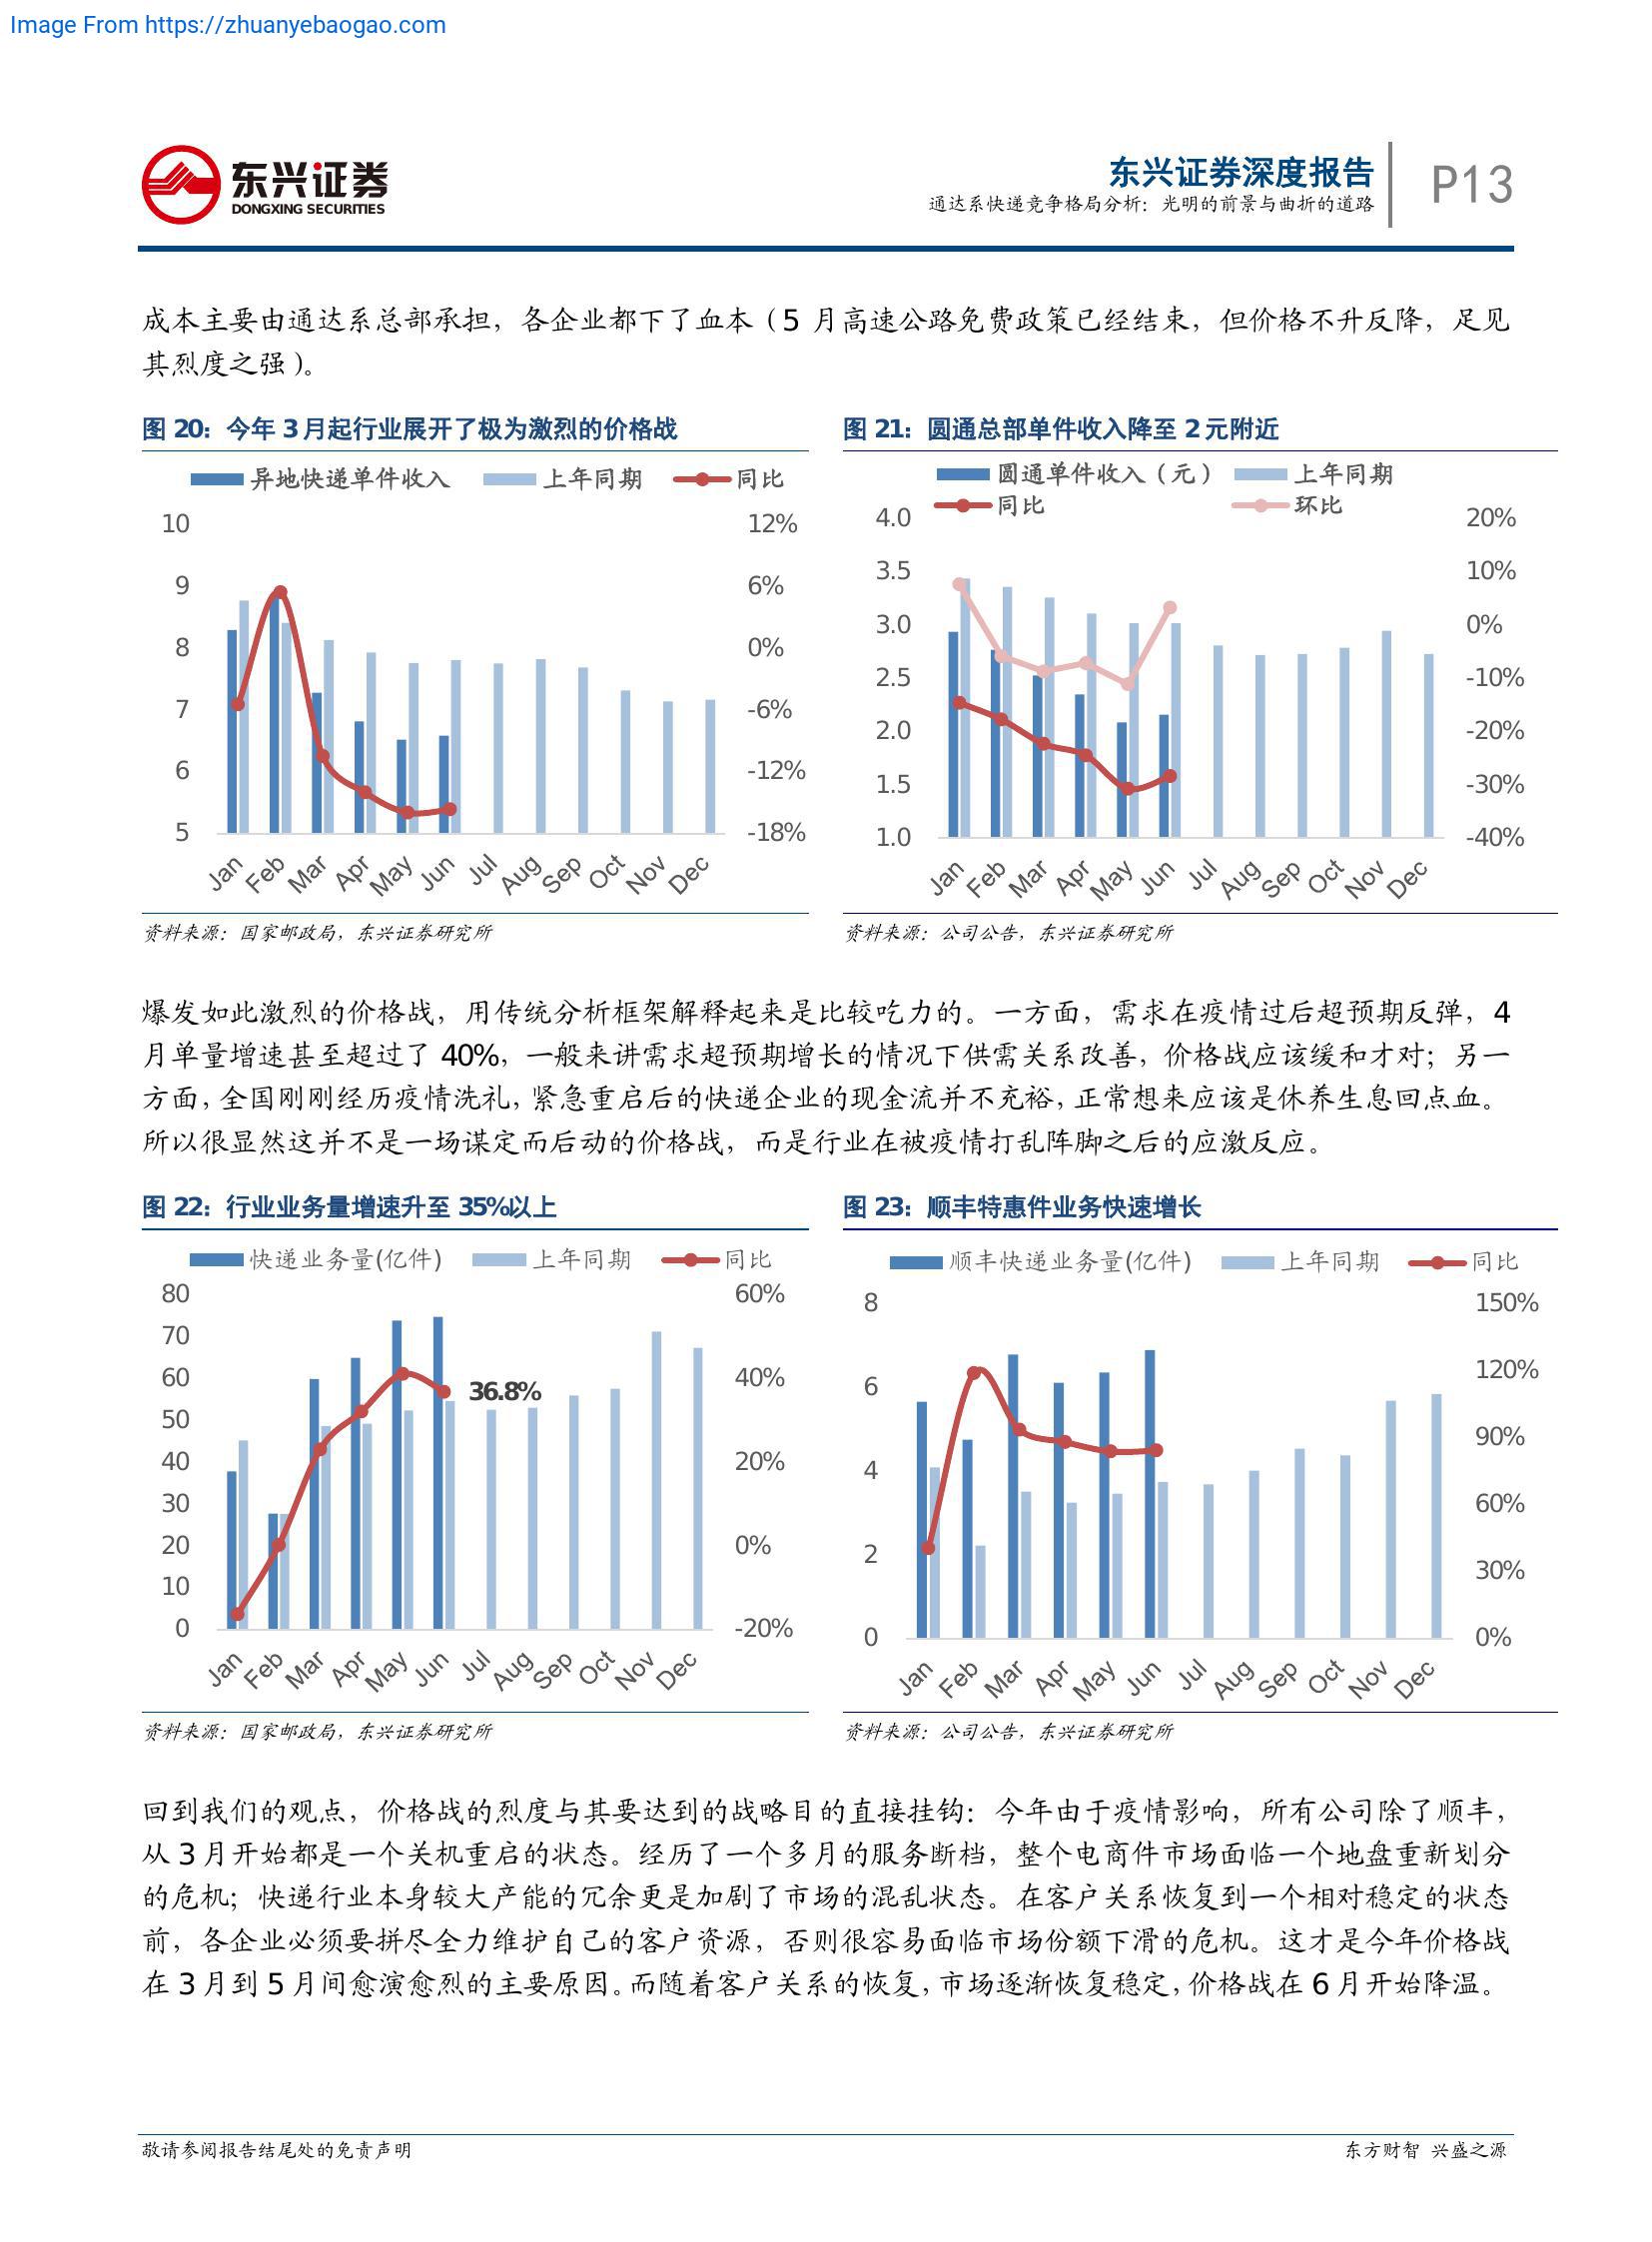 Image From https://zhuanyebaogao.com
东兴证券
DONGXING SECURITIES
东兴证券深度报告
通达系快递竞争格局分析：光明的前景与曲折的道路
P13
成本主要由通达系总部承担，各企业都下了血本（5 月高速公路免费政策已经结束，但价格不升反降，足见
其烈度之强）。
图 20：今年 3 月起行业展开了极为激烈的价格战
异地快递单件收入 上年同期 同比
10
9
8
7
6
5
12%
6%
0%
-6%
-12%
-18%
Jan Feb Mar Apr May Jun Jul Aug Sep Oct Nov Dec
资料来源：国家邮政局，东兴证券研究所
图 21：圆通总部单件收入降至 2 元附近
圆通单件收入（元） 上年同期
同比 环比
4.0
3.5
3.0
2.5
2.0
1.5
1.0
20%
10%
0%
-10%
-20%
-30%
-40%
Jan Feb Mar Apr May Jun Jul Aug Sep Oct Nov Dec
资料来源：公司公告，东兴证券研究所
爆发如此激烈的价格战，用传统分析框架解释起来是比较吃力的。一方面，需求在疫情过后超预期反弹，4
月单量增速甚至超过了 40%，一般来讲需求超预期增长的情况下供需关系改善，价格战应该缓和才对；另一
方面，全国刚刚经历疫情洗礼，紧急重启后的快递企业的现金流并不充裕，正常想来应该是休养生息回点血。
所以很显然这并不是一场谋定而后动的价格战，而是行业在被疫情打乱阵脚之后的应激反应。
图 22：行业业务量增速升至 35%以上
快递业务量(亿件) 上年同期 同比
80
70
60
50
40
30
20
10
0
36.8%
60%
40%
20%
0%
-20%
Jan Feb Mar Apr May Jun Jul Aug Sep Oct Nov Dec
资料来源：国家邮政局，东兴证券研究所
图 23：顺丰特惠件业务快速增长
顺丰快递业务量(亿件) 上年同期 同比
8
6
4
2
0
150%
120%
90%
60%
30%
0%
Jan Feb Mar Apr May Jun Jul Aug Sep Oct Nov Dec
资料来源：公司公告，东兴证券研究所
回到我们的观点，价格战的烈度与其要达到的战略目的直接挂钩：今年由于疫情影响，所有公司除了顺丰，
从 3 月开始都是一个关机重启的状态。经历了一个多月的服务断档，整个电商件市场面临一个地盘重新划分
的危机；快递行业本身较大产能的冗余更是加剧了市场的混乱状态。在客户关系恢复到一个相对稳定的状态
前，各企业必须要拼尽全力维护自己的客户资源，否则很容易面临市场份额下滑的危机。这才是今年价格战
在 3 月到 5 月间愈演愈烈的主要原因。而随着客户关系的恢复，市场逐渐恢复稳定，价格战在 6 月开始降温。
敬请参阅报告结尾处的免责声明
东方财智 兴盛之源